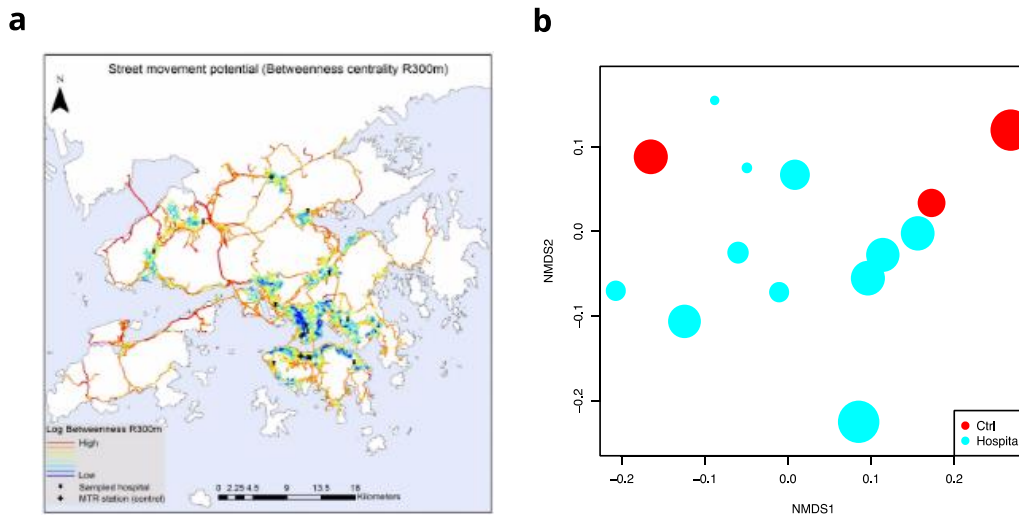 a
Street movement potential (Betweenness centrality R300m)
N
Log Betweenness R300m
High
Low
Sampled hospital
MTR station (control)
0 2.25 4.5 9 13.5 18
Kilometers
b
NMDS2
0.1
0.0
−0.1
−0.2
Ctrl
Hospita
−0.2 −0.1 0.0 0.1 0.2
NMDS1